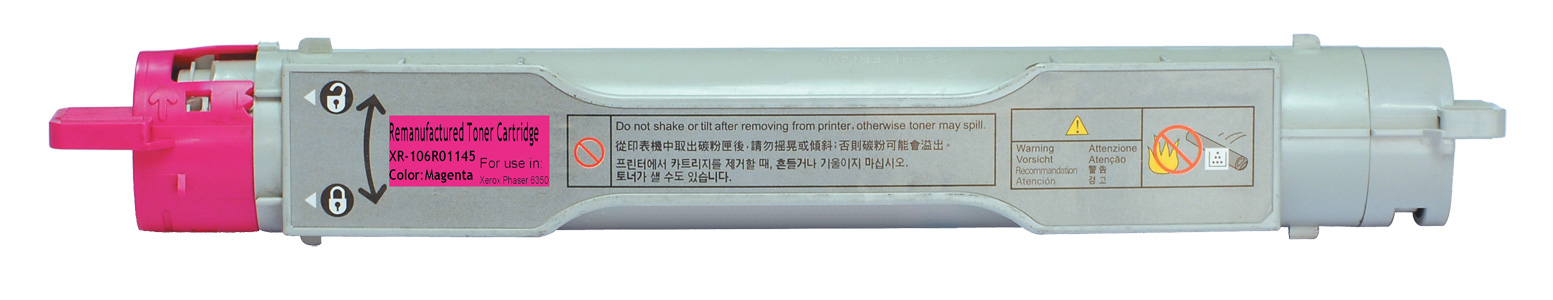 Remanufactured Toner Cartridge
XR-106R01145
For use in:
Color:Magenta
Xerox Phaser 6350
Do not shake or tilt after removing from printer, otherwise toner may spill.
從印表機中取出碳粉匣後，請勿搖晃或傾斜；否則碳粉可能會溢出。
프린터에서 카트리지를 제거할 때, 흔들거나 기울이지 마십시오.
토너가 샐 수도 있습니다.
Warning
Vorsicht
Recommandation
Atención
Attenzione
Atenção
警告
경고